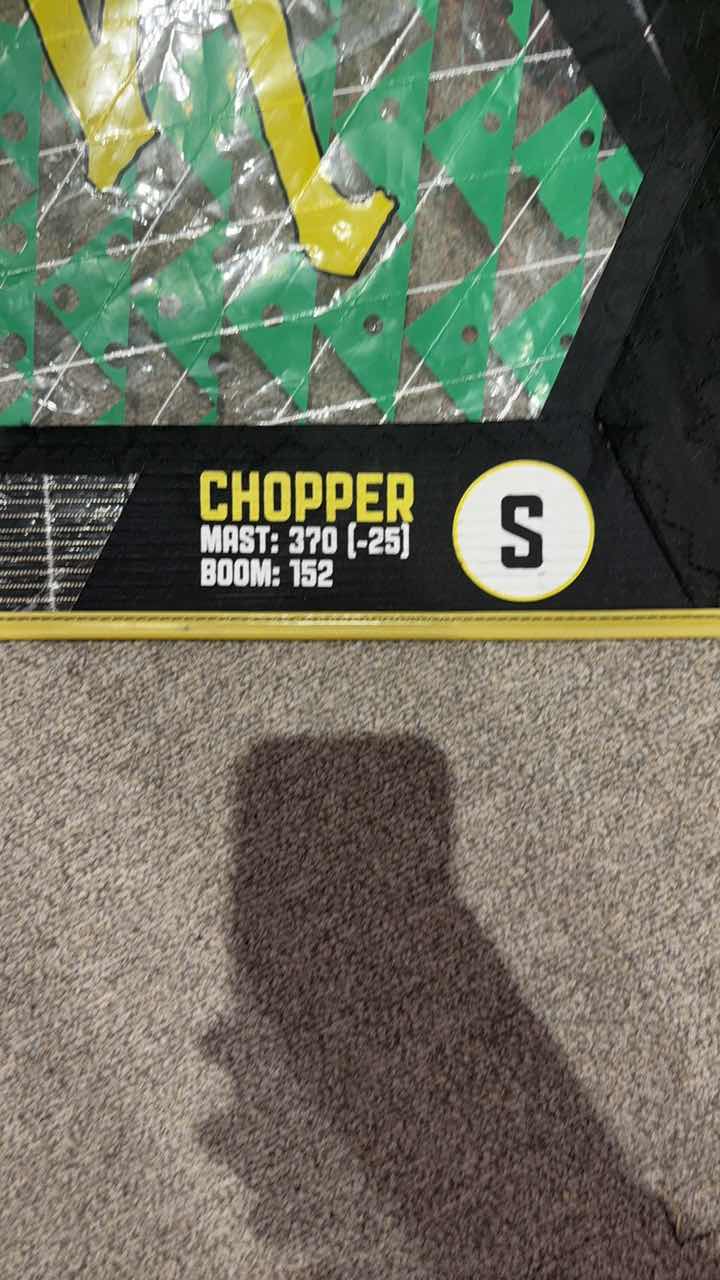 CHOPPER
MAST: 370 (-25)
BOOM: 152
S